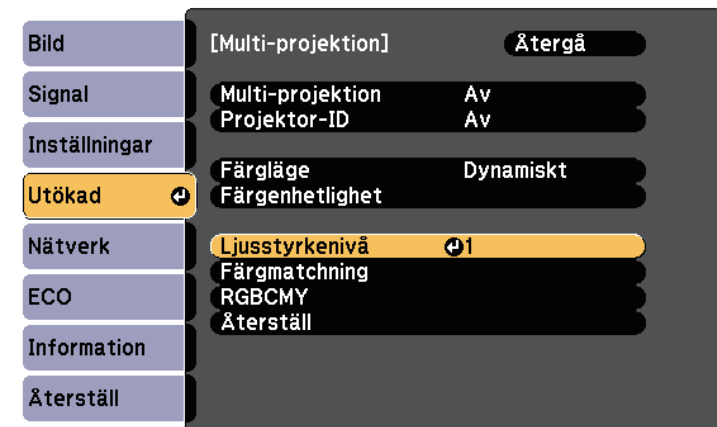 Bild
Signal
Inställningar
Utökad
Nätverk
ECO
Information
Återställ
[Multi-projektion] Återgå
Multi-projektion Av
Projektor-ID Av
Färgläge Dynamiskt
Färgenhetlighet
Ljusstyrkenivå 1
Färgmatchning
RGBCMY
Återställ